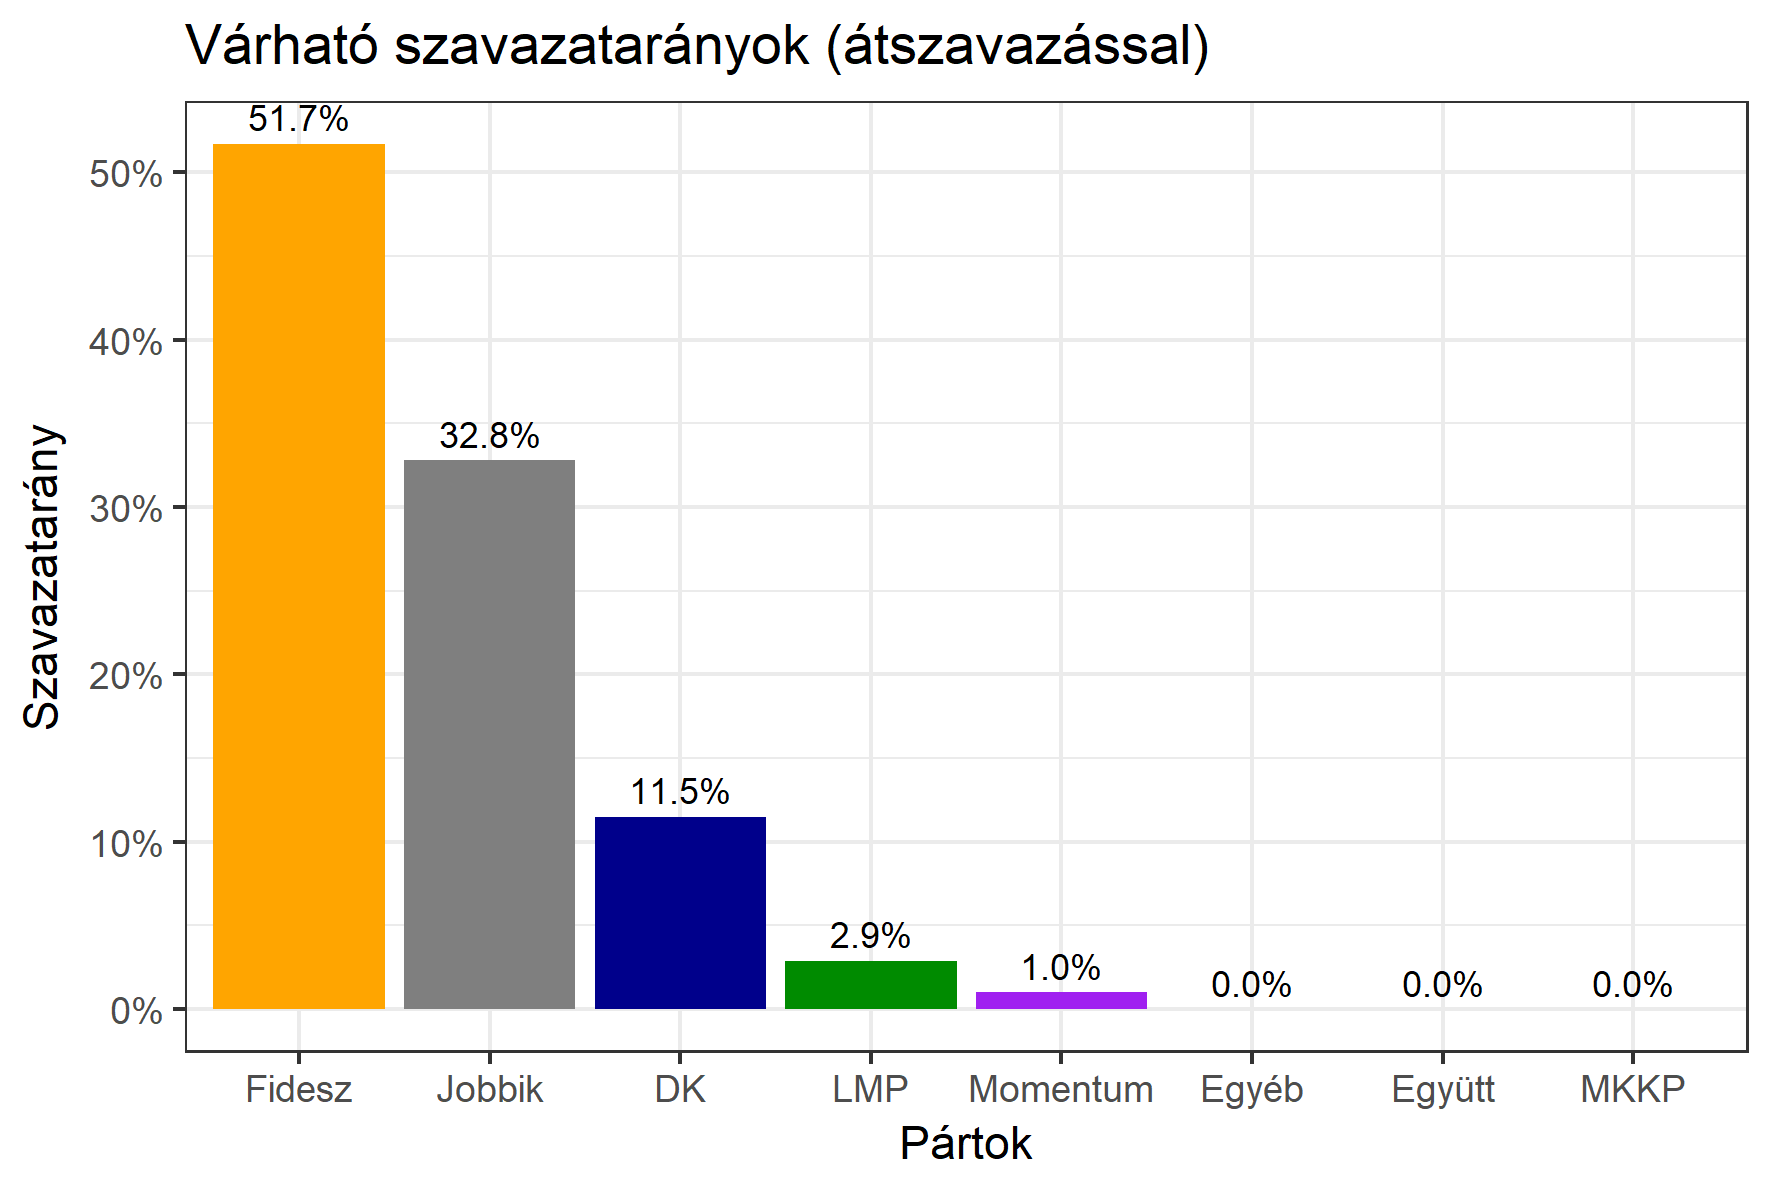 Várható szavazatarányok (átszavazással)
51.7%
32.8%
11.5%
2.9%
1.0%
0.0%
0.0%
0.0%
50%
40%
30%
20%
10%
0%
Szavazatarány
Fidesz
Jobbik
DK
LMP
Momentum
Egyéb
Együtt
MKKP
Pártok